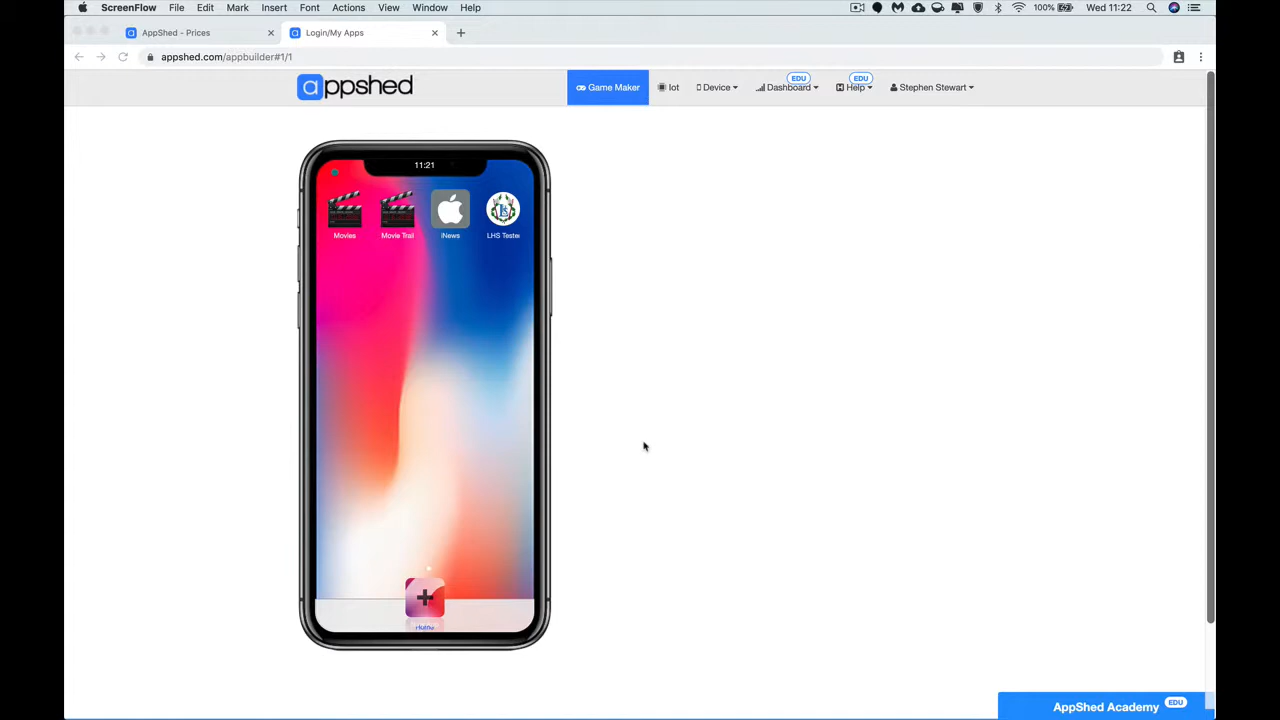 ScreenFlow File Edit Mark Insert Font Actions View Window Help 100% Wed 11:22
AppShed - Prices Login/My Apps
appshed.com/appbuilder#1/1
appshed Game Maker Iot Device Dashboard EDU Help EDU Stephen Stewart
11:21
Movies Movie Trail iNews LHS Tester
AppShed Academy EDU